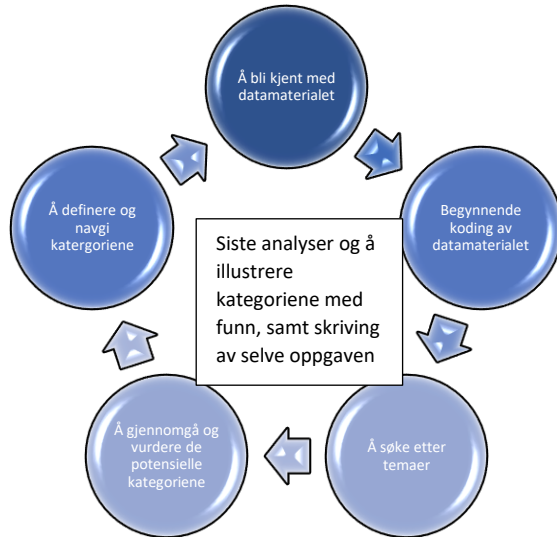 Å bli kjent med
datamaterialet
Begynnende
koding av
datamaterialet
Å søke etter
temaer
Å gjennomgå og
vurdere de
potensielle
kategoriene
Å definere og
navgi
katergoriene
Siste analyser og å
illustrere
kategoriene med
funn, samt skriving
av selve oppgaven